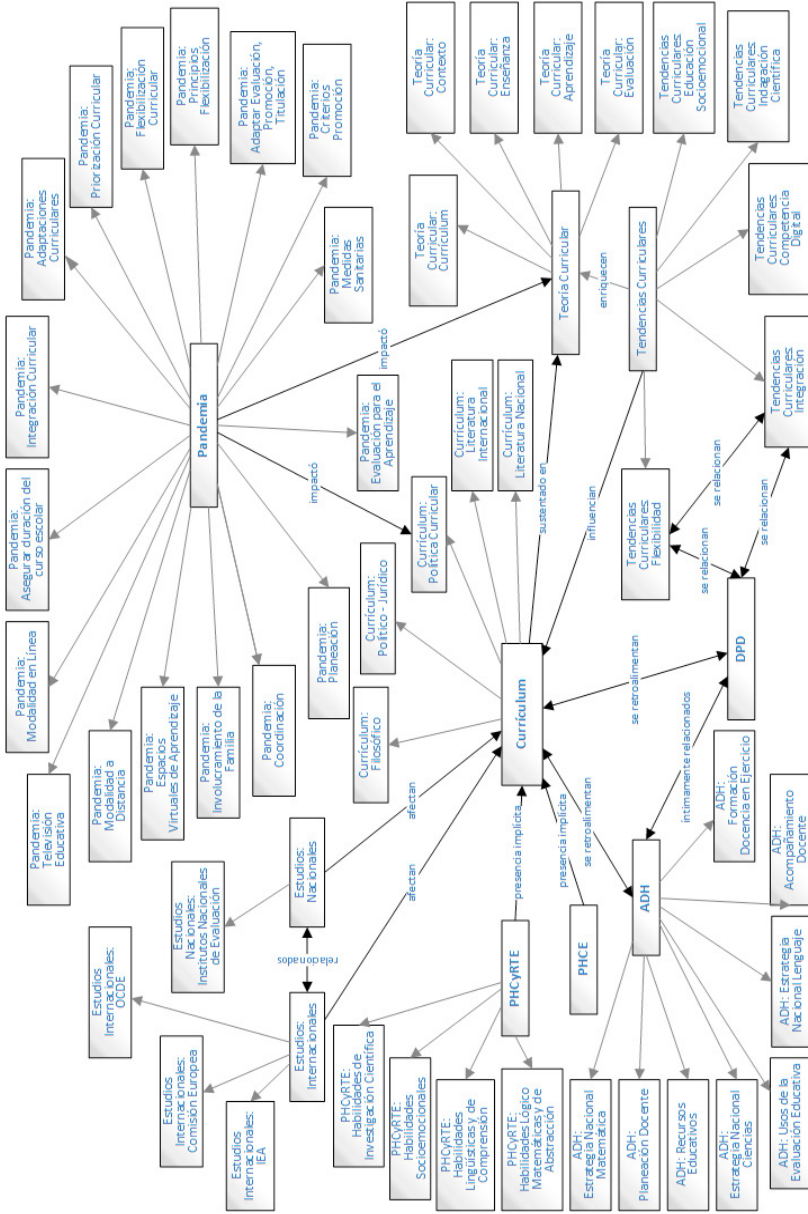 Pandemia:
Televisión
Educativa
Pandemia:
Modalidad en Línea
Pandemia:
Asegurar duración del
curso escolar
Pandemia:
Integración Curricular
Pandemia:
Adaptaciones
Curriculares
Pandemia:
Priorización Curricular
Pandemia:
Flexibilización
Curricular
Pandemia:
Principios
Flexibilización
Pandemia:
Adaptar Evaluación,
Promoción,
Titulación
Pandemia:
Criterios
Promoción
Pandemia:
Medidas
Sanitarias
Pandemia:
Modalidad a
Distancia
Pandemia:
Espacios
Virtuales de Aprendizaje
Pandemia:
Involucramiento de la
Familia
Pandemia:
Coordinación
Pandemia
Pandemia:
Planeación
Pandemia:
Evaluación para el
Aprendizaje
impactó
impactó
Estudios
Internacionales:
OCDE
Estudios
Internacionales:
Comisión Europea
Estudios
Internacionales:
IEA
Estudios
Nacionales:
Institutos Nacionales
de Evaluación
Estudios:
Internacionales
relacionados
Estudios:
Nacionales
afectan
afectan
Currículum:
Filosófico
Currículum:
Político - Jurídico
Currículum:
Política Curricular
Currículum:
Literatura
Internacional
Currículum:
Literatura Nacional
Currículum
sustentado en
influencian
Teoría
Curricular:
Currículum
Teoría
Curricular:
Contexto
Teoría
Curricular:
Enseñanza
Teoría
Curricular:
Aprendizaje
Teoría
Curricular:
Evaluación
Teoría Curricular
enriquecen
Tendencias Curriculares
Tendencias
Curriculares:
Educación
Socioemocional
Tendencias
Curriculares:
Indagación
Científica
Tendencias
Curriculares:
Competencia
Digital
Tendencias
Curriculares:
Integración
Tendencias
Curriculares:
Flexibilidad
se relacionan
se relacionan
se relacionan
PHCyRTE:
Habilidades de
Investigación Científica
PHCyRTE:
Habilidades
Socioemocionales
PHCyRTE:
Habilidades
Lingüísticas y de
Comprensión
PHCyRTE:
Habilidades Lógico
Matemáticas y de
Abstracción
PHCyRTE
presencia implícita
PHCE
presencia implícita
se retroalimentan
se retroalimentan
ADH
íntimamente relacionados
DPD
ADH:
Estrategia Nacional
Matemática
ADH:
Planeación Docente
ADH: Recursos
Educativos
ADH:
Estrategia Nacional
Ciencias
ADH: Usos de la
Evaluación Educativa
ADH: Estrategia
Nacional Lenguaje
ADH:
Acompañamiento
Docente
ADH:
Formación
Docencia en Ejercicio